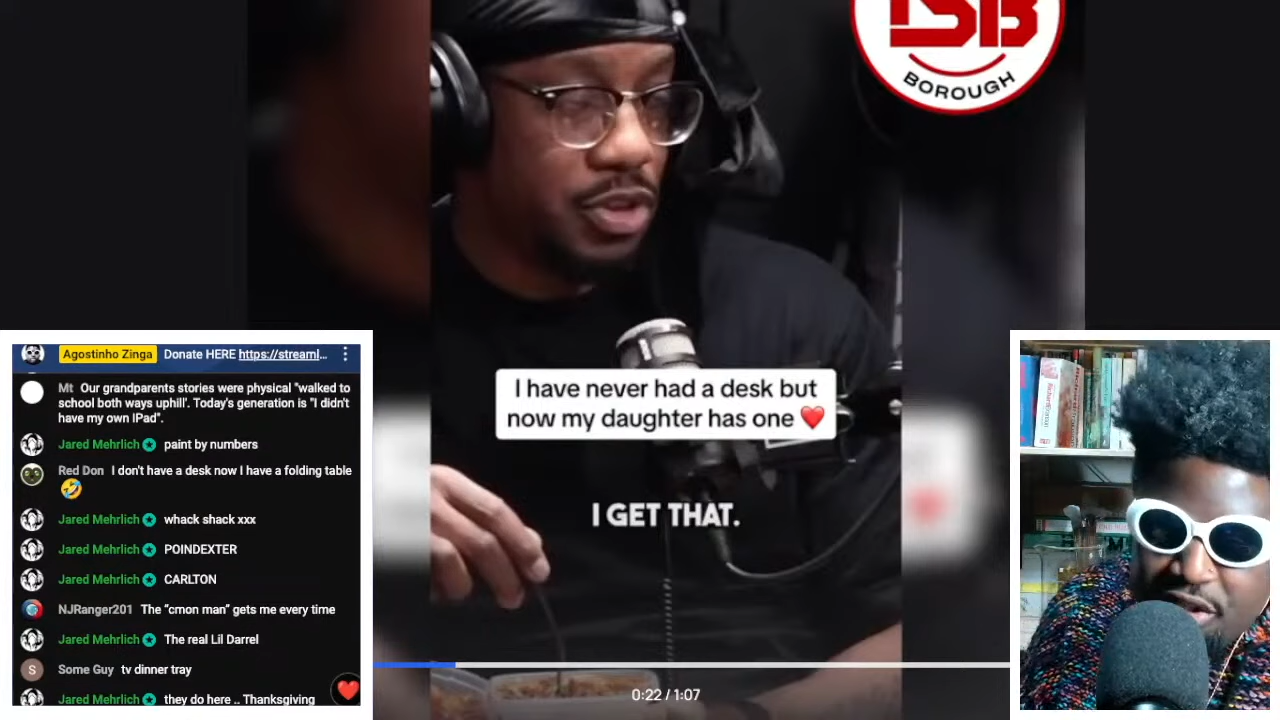 ISB
BOROUGH
I have never had a desk but
now my daughter has one ❤️
I GET THAT.
0:22 / 1:07
Agostinho Zinga Donate HERE https://streaml...
Mt Our grandparents stories were physical "walked to
school both ways uphill'. Today's generation is "I didn't
have my own IPad".
Jared Mehrlich paint by numbers
Red Don I don't have a desk now I have a folding table
🤣
Jared Mehrlich whack shack xxx
Jared Mehrlich POINDEXTER
Jared Mehrlich CARLTON
NJRanger201 The “cmon man” gets me every time
Jared Mehrlich The real Lil Darrel
S Some Guy tv dinner tray
Jared Mehrlich they do here .. Thanksgiving